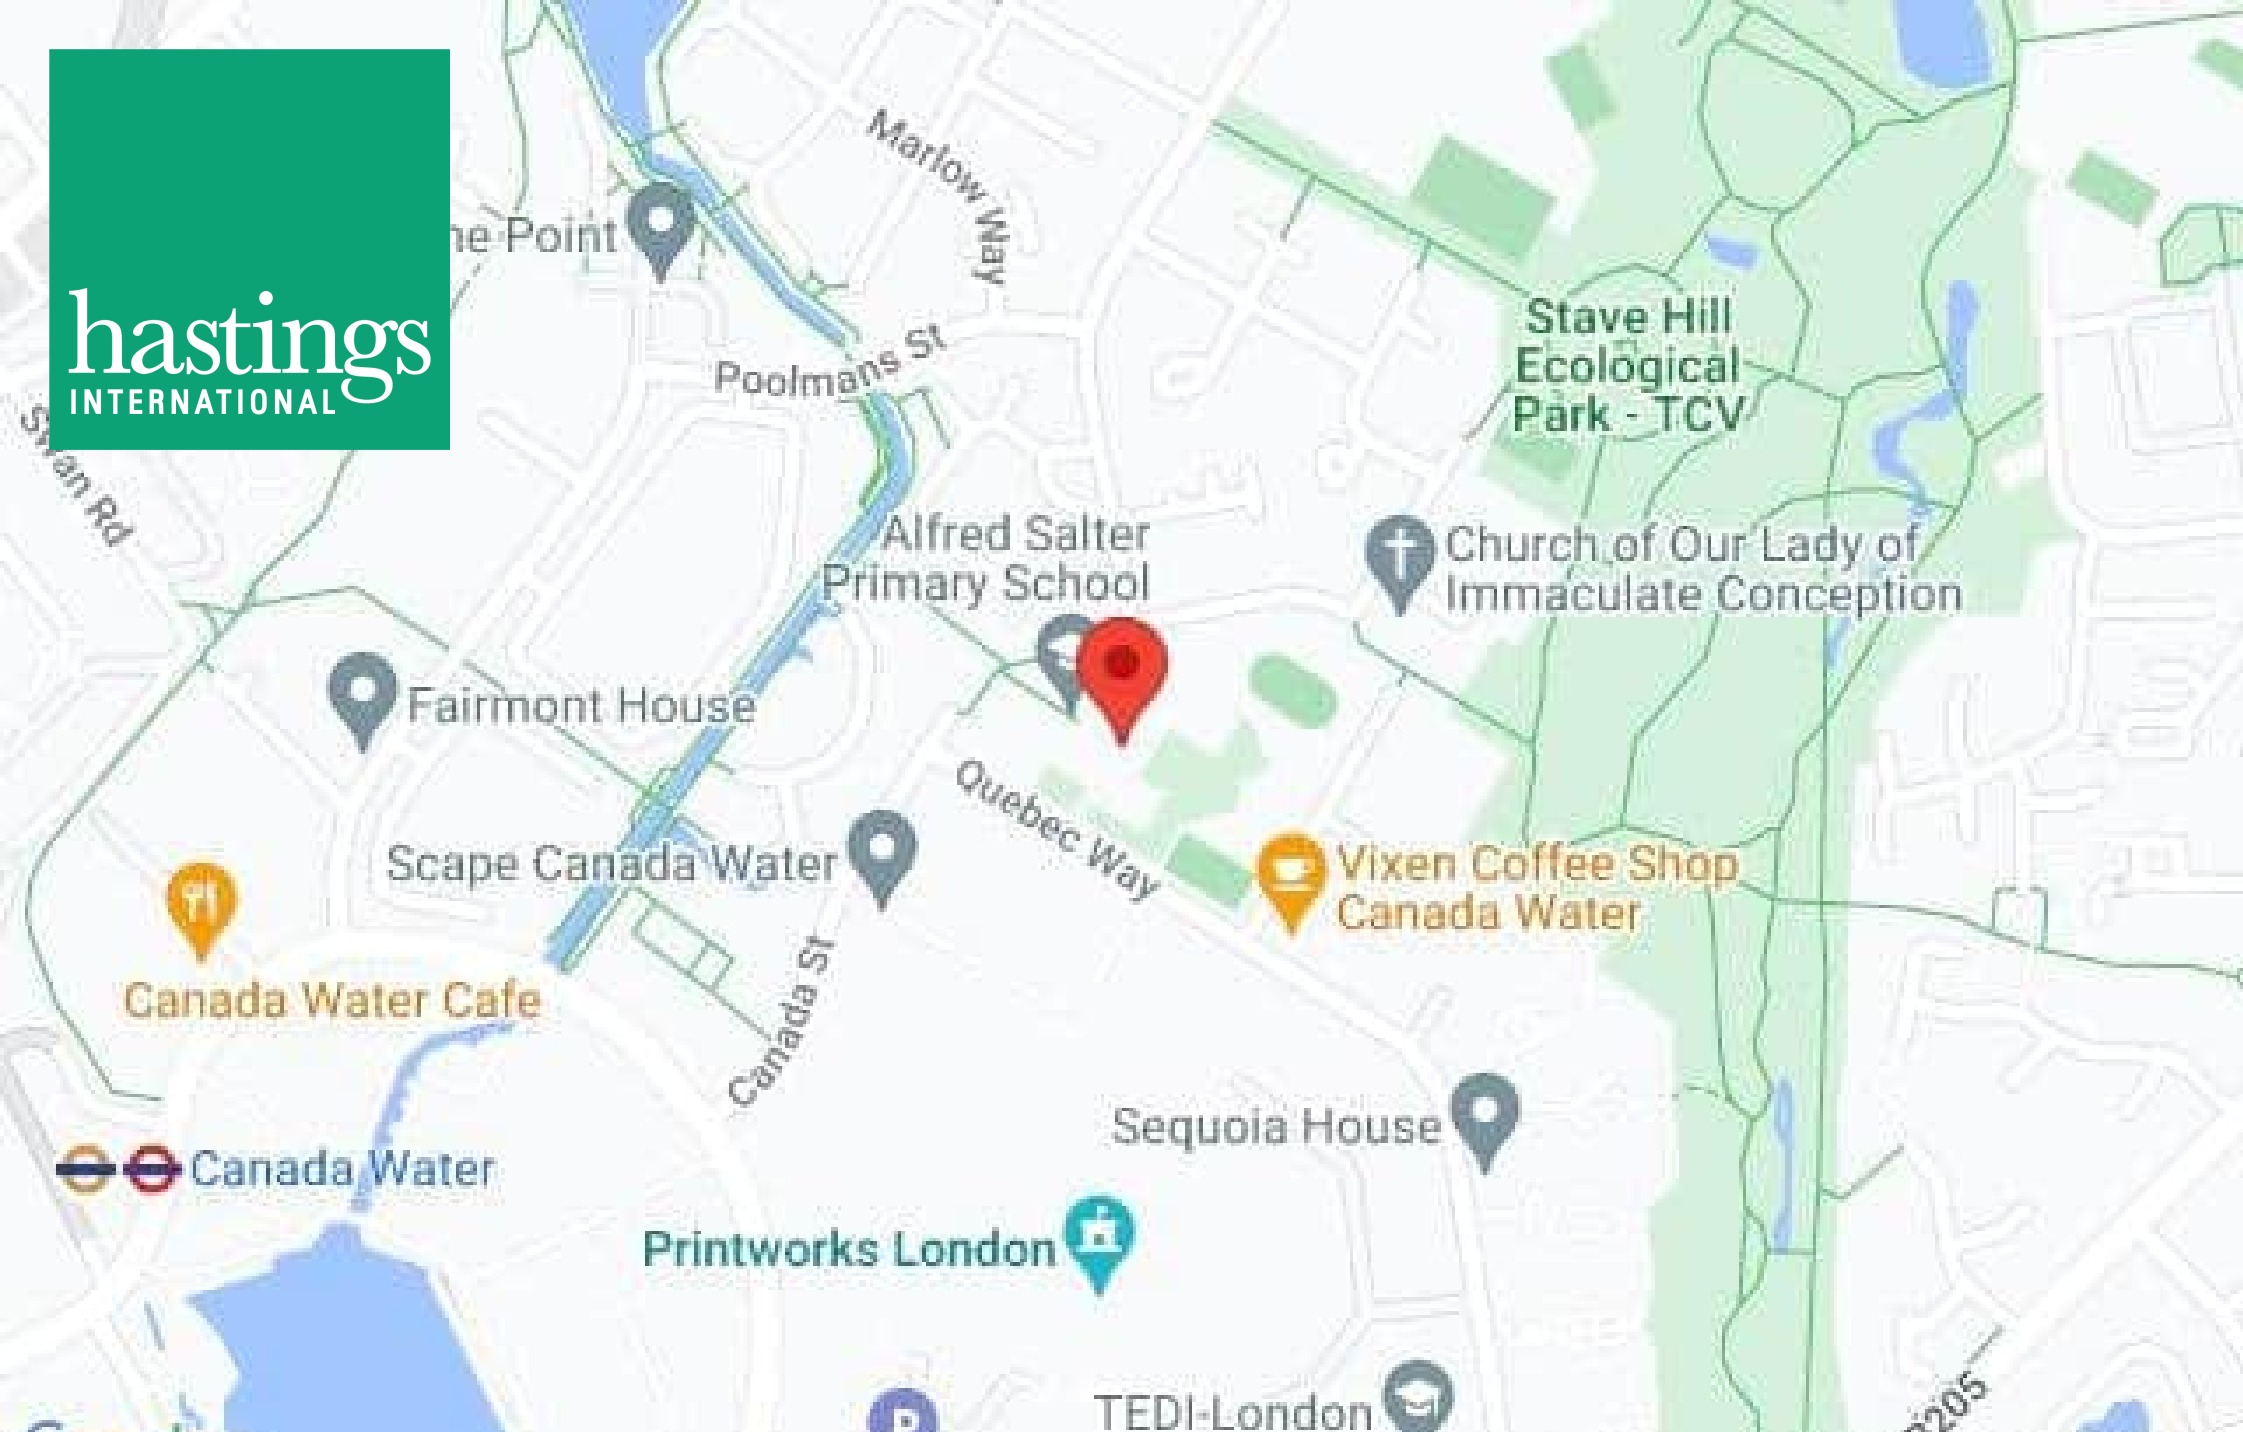 hastings
INTERNATIONAL
Marlow Way
Point
Poolmans St
Stave Hill
Ecological
Park - TCV
Swan Rd
Alfred Salter
Primary School
Church of Our Lady of
Immaculate Conception
Fairmont House
Quebec Way
Scape Canada Water
Vixen Coffee Shop
Canada Water
Canada Water Cafe
Canada St
Sequoia House
Canada Water
Printworks London
TEDI-London
P